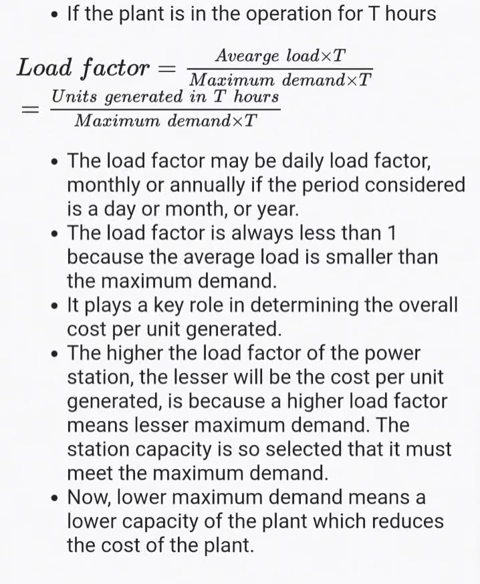 • If the plant is in the operation for T hours
Load factor = Avearge load×T / Maximum demand×T
= Units generated in T hours / Maximum demand×T
• The load factor may be daily load factor,
monthly or annually if the period considered
is a day or month, or year.
• The load factor is always less than 1
because the average load is smaller than
the maximum demand.
• It plays a key role in determining the overall
cost per unit generated.
• The higher the load factor of the power
station, the lesser will be the cost per unit
generated, is because a higher load factor
means lesser maximum demand. The
station capacity is so selected that it must
meet the maximum demand.
• Now, lower maximum demand means a
lower capacity of the plant which reduces
the cost of the plant.